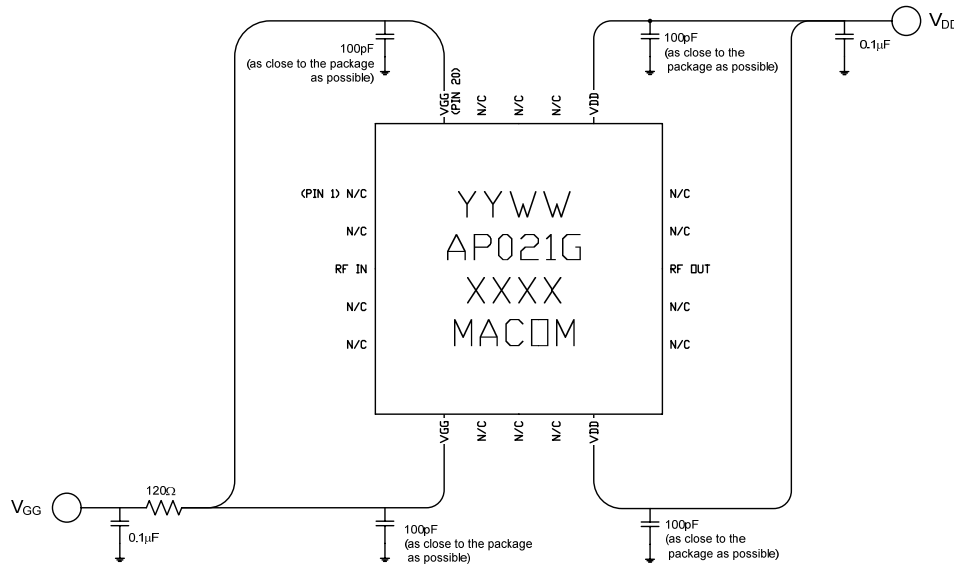 100pF
(as close to the package
as possible)
100pF
(as close to the
package as possible)
0.1µF
VDD
VGG
(PIN 20)
N/C
N/C
N/C
VDD
(PIN 1) N/C
N/C
RF IN
N/C
N/C
YYWW
AP021G
XXXX
MACOM
N/C
N/C
RF OUT
N/C
N/C
VGG
N/C
N/C
N/C
VDD
VGG
120Ω
0.1µF
100pF
(as close to the package
as possible)
100pF
(as close to the
package as possible)